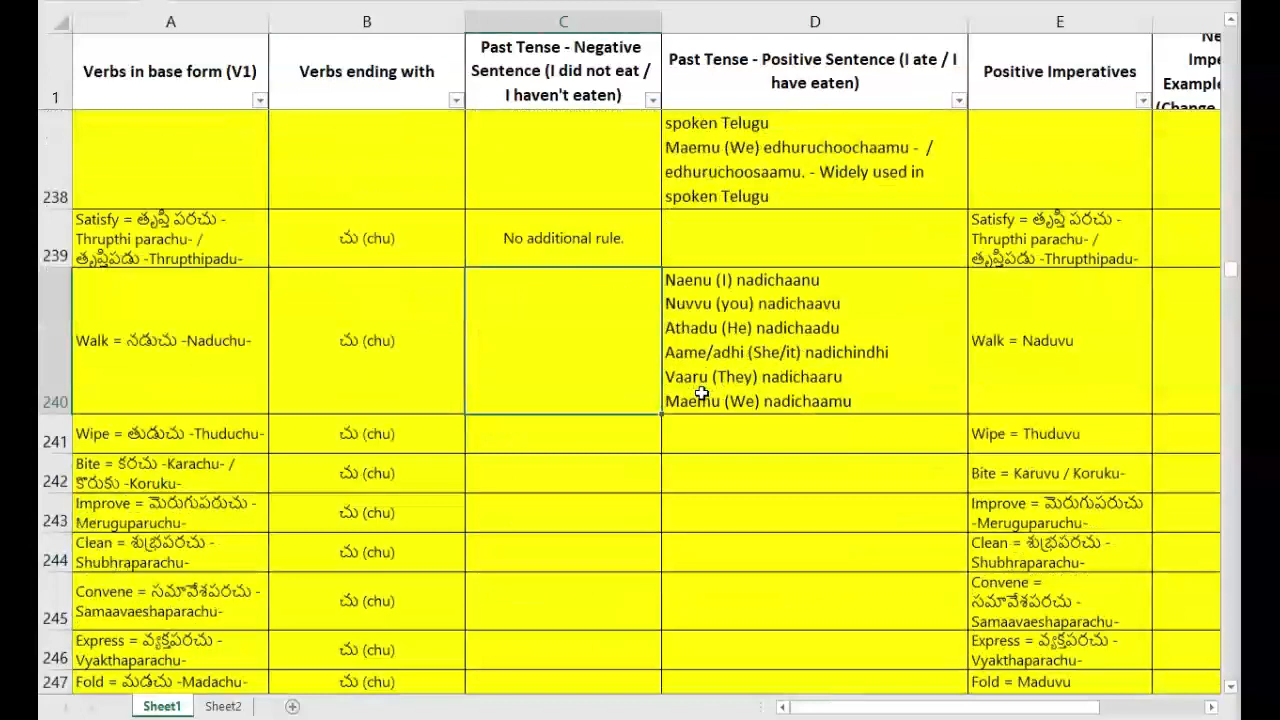 A B C D E
1 Verbs in base form (V1) Verbs ending with Past Tense - Negative Sentence (I did not eat / I haven't eaten) Past Tense - Positive Sentence (I ate / I have eaten) Positive Imperatives
spoken Telugu
Maemu (We) edhuruchoochaamu - /
edhuruchoosaamu. - Widely used in
238 spoken Telugu
Satisfy = తృప్తి పరచు -
Thrupthi parachu- /
తృప్తిపడు -Thrupthipadu-
239 చు (chu) No additional rule.
Satisfy = తృప్తి పరచు -
Thrupthi parachu- /
తృప్తిపడు -Thrupthipadu-
240 Walk = నడుచు -Naduchu- చు (chu)
Naenu (I) nadichaanu
Nuvvu (you) nadichaavu
Athadu (He) nadichaadu
Aame/adhi (She/it) nadichindhi
Vaaru (They) nadichaaru
Maemu (We) nadichaamu
Walk = Naduvu
241 Wipe = తుడుచు -Thuduchu- చు (chu) Wipe = Thuduvu
242 Bite = కరచు -Karachu- /
కొరుకు -Koruku-
చు (chu) Bite = Karuvu / Koruku-
243 Improve = మెరుగుపరుచు -
Meruguparuchu-
చు (chu) Improve = మెరుగుపరుచు
-Meruguparuchu-
244 Clean = శుభ్రపరచు -
Shubhraparachu-
చు (chu) Clean = శుభ్రపరచు -
Shubhraparachu-
245 Convene = సమావేశపరచు -
Samaavaeshaparachu-
చు (chu) Convene =
సమావేశపరచు -
Samaavaeshaparachu-
246 Express = వ్యక్తపరచు -
Vyakthaparachu-
చు (chu) Express = వ్యక్తపరచు -
Vyakthaparachu-
247 Fold = మడచు -Madachu- చు (chu) Fold = Maduvu
Sheet1 Sheet2